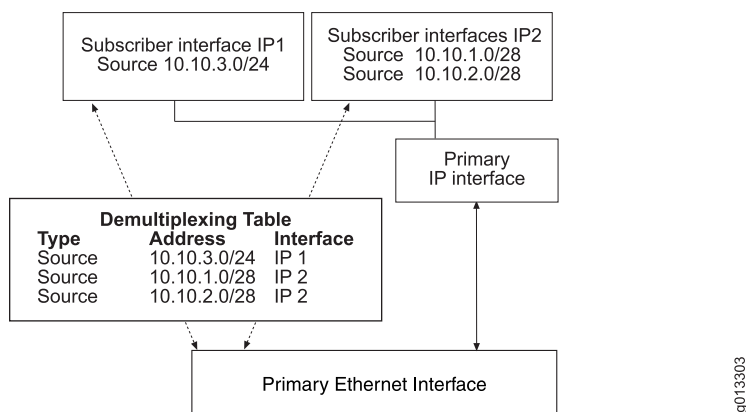 Subscriber interface IP1
Source 10.10.3.0/24
Subscriber interfaces IP2
Source 10.10.1.0/28
Source 10.10.2.0/28
Primary
IP interface
Demultiplexing Table
Type Address Interface
Source 10.10.3.0/24 IP 1
Source 10.10.1.0/28 IP 2
Source 10.10.2.0/28 IP 2
Primary Ethernet Interface
g013303